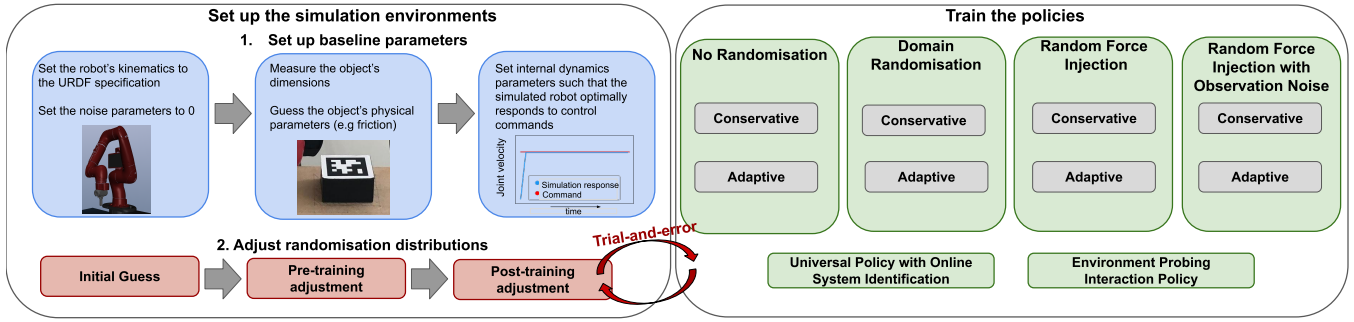 Set up the simulation environments
1. Set up baseline parameters
Set the robot's kinematics to
the URDF specification
Set the noise parameters to 0
Measure the object's
dimensions
Guess the object's physical
parameters (e.g friction)
Set internal dynamics
parameters such that the
simulated robot optimally
responds to control
commands
Joint velocity
Simulation response
Command
time
2. Adjust randomisation distributions
Initial Guess
Pre-training
adjustment
Post-training
adjustment
Trial-and-error
Train the policies
No Randomisation
Conservative
Adaptive
Domain
Randomisation
Conservative
Adaptive
Random Force
Injection
Conservative
Adaptive
Random Force
Injection with
Observation Noise
Conservative
Adaptive
Universal Policy with Online
System Identification
Environment Probing
Interaction Policy